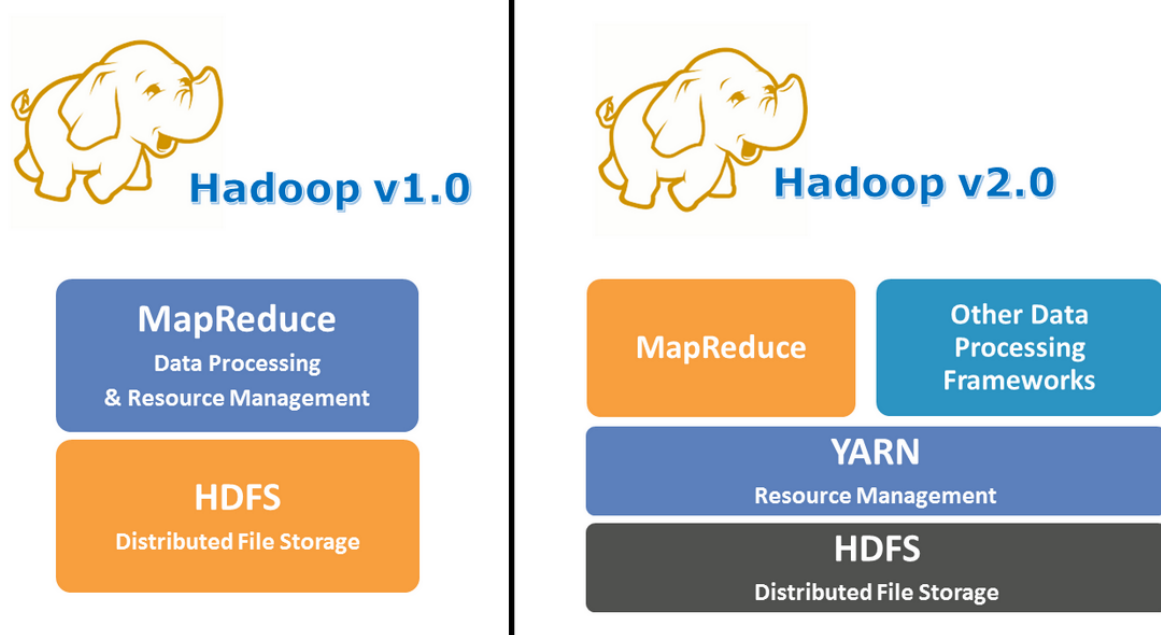 Hadoop v1.0
MapReduce
Data Processing
& Resource Management
HDFS
Distributed File Storage
Hadoop v2.0
MapReduce
Other Data
Processing
Frameworks
YARN
Resource Management
HDFS
Distributed File Storage